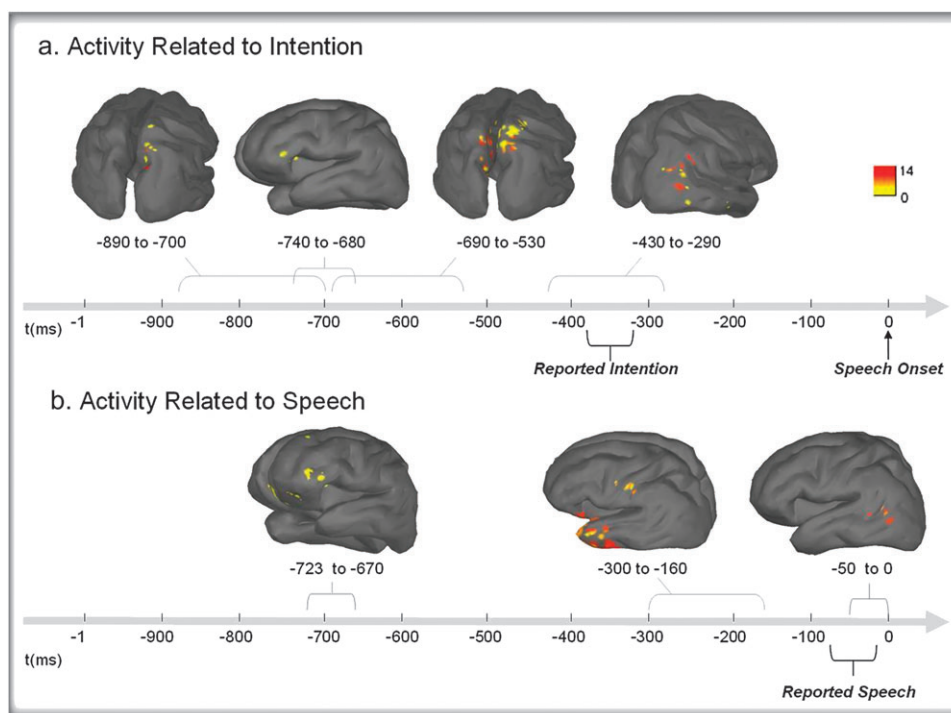 a. Activity Related to Intention
14
0
-890 to -700
-740 to -680
-690 to -530
-430 to -290
-1 -900 -800 -700 -600 -500 -400 -300 -200 -100 0
t(ms)
Reported Intention
Speech Onset
b. Activity Related to Speech
-723 to -670
-300 to -160
-50 to 0
-1 -900 -800 -700 -600 -500 -400 -300 -200 -100 0
t(ms)
Reported Speech